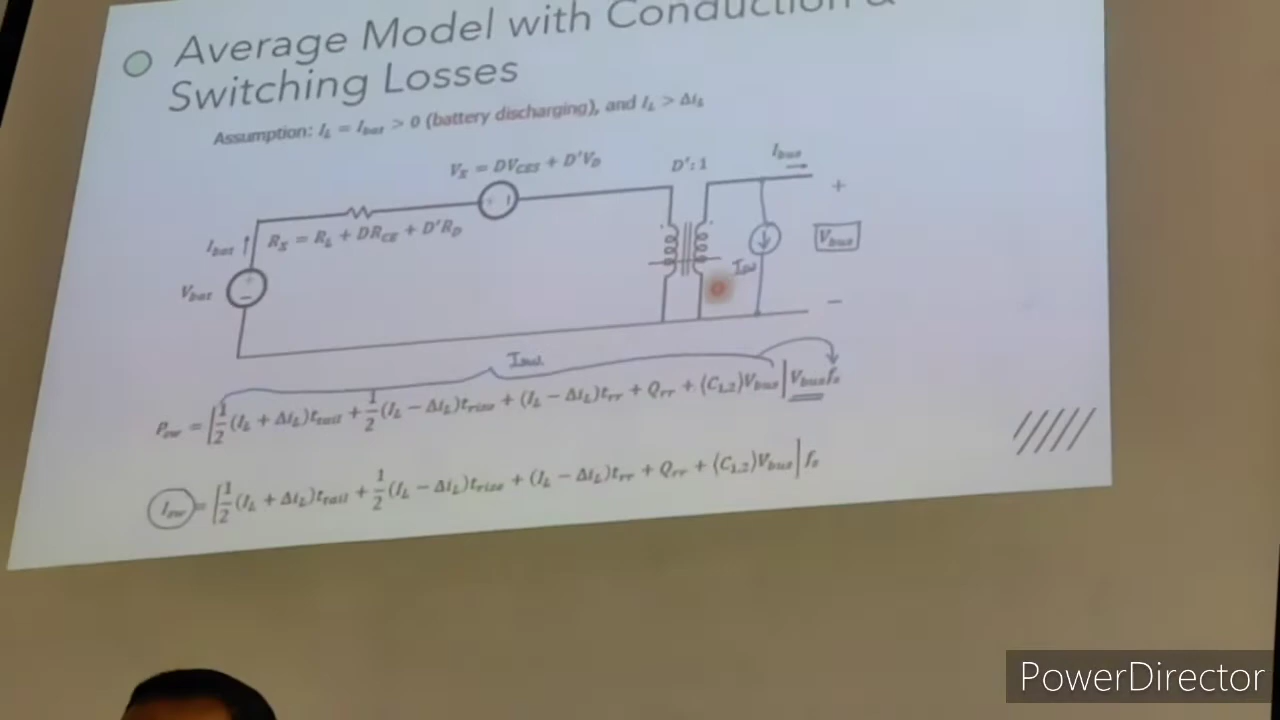 Average Model with Conduction &
Switching Losses
Assumption: I_L = I_bat > 0 (battery discharging), and I_L > Δi_L
V_Σ = DV_CES + D'V_D
D':1
I_bus
I_bat
R_Σ = R_L + DR_CE + D'R_D
+
V_bus
V_bat
I_sw
−
I_sw
P_sw = [1/2(I_L + Δi_L)t_tail + 1/2(I_L − Δi_L)t_rise + (I_L − Δi_L)t_rr + Q_rr + ⟨C_1,2⟩V_bus] V_bus f_s
I_sw = [1/2(I_L + Δi_L)t_tail + 1/2(I_L − Δi_L)t_rise + (I_L − Δi_L)t_rr + Q_rr + ⟨C_1,2⟩V_bus] f_s
PowerDirector